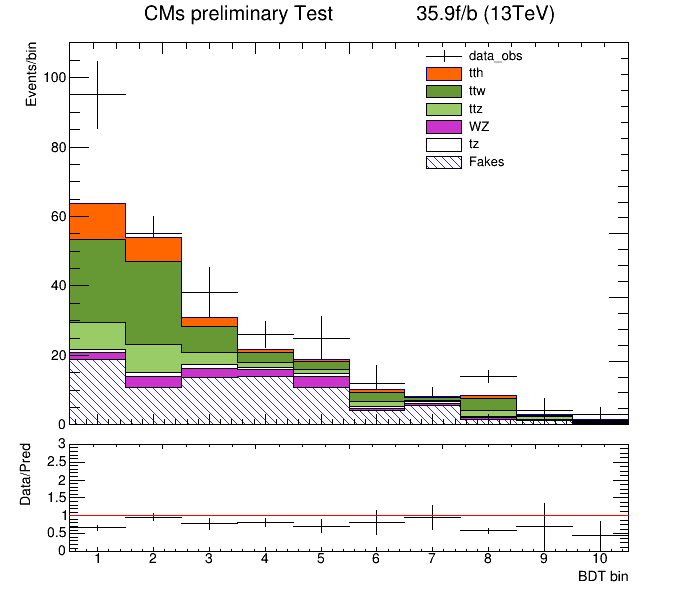 CMs preliminary Test
35.9f/b (13TeV)
Events/bin
100
80
60
40
20
0
data_obs
tth
ttw
ttz
WZ
tz
Fakes
Data/Pred
3
2.5
2
1.5
1
0.5
0
1 2 3 4 5 6 7 8 9 10
BDT bin